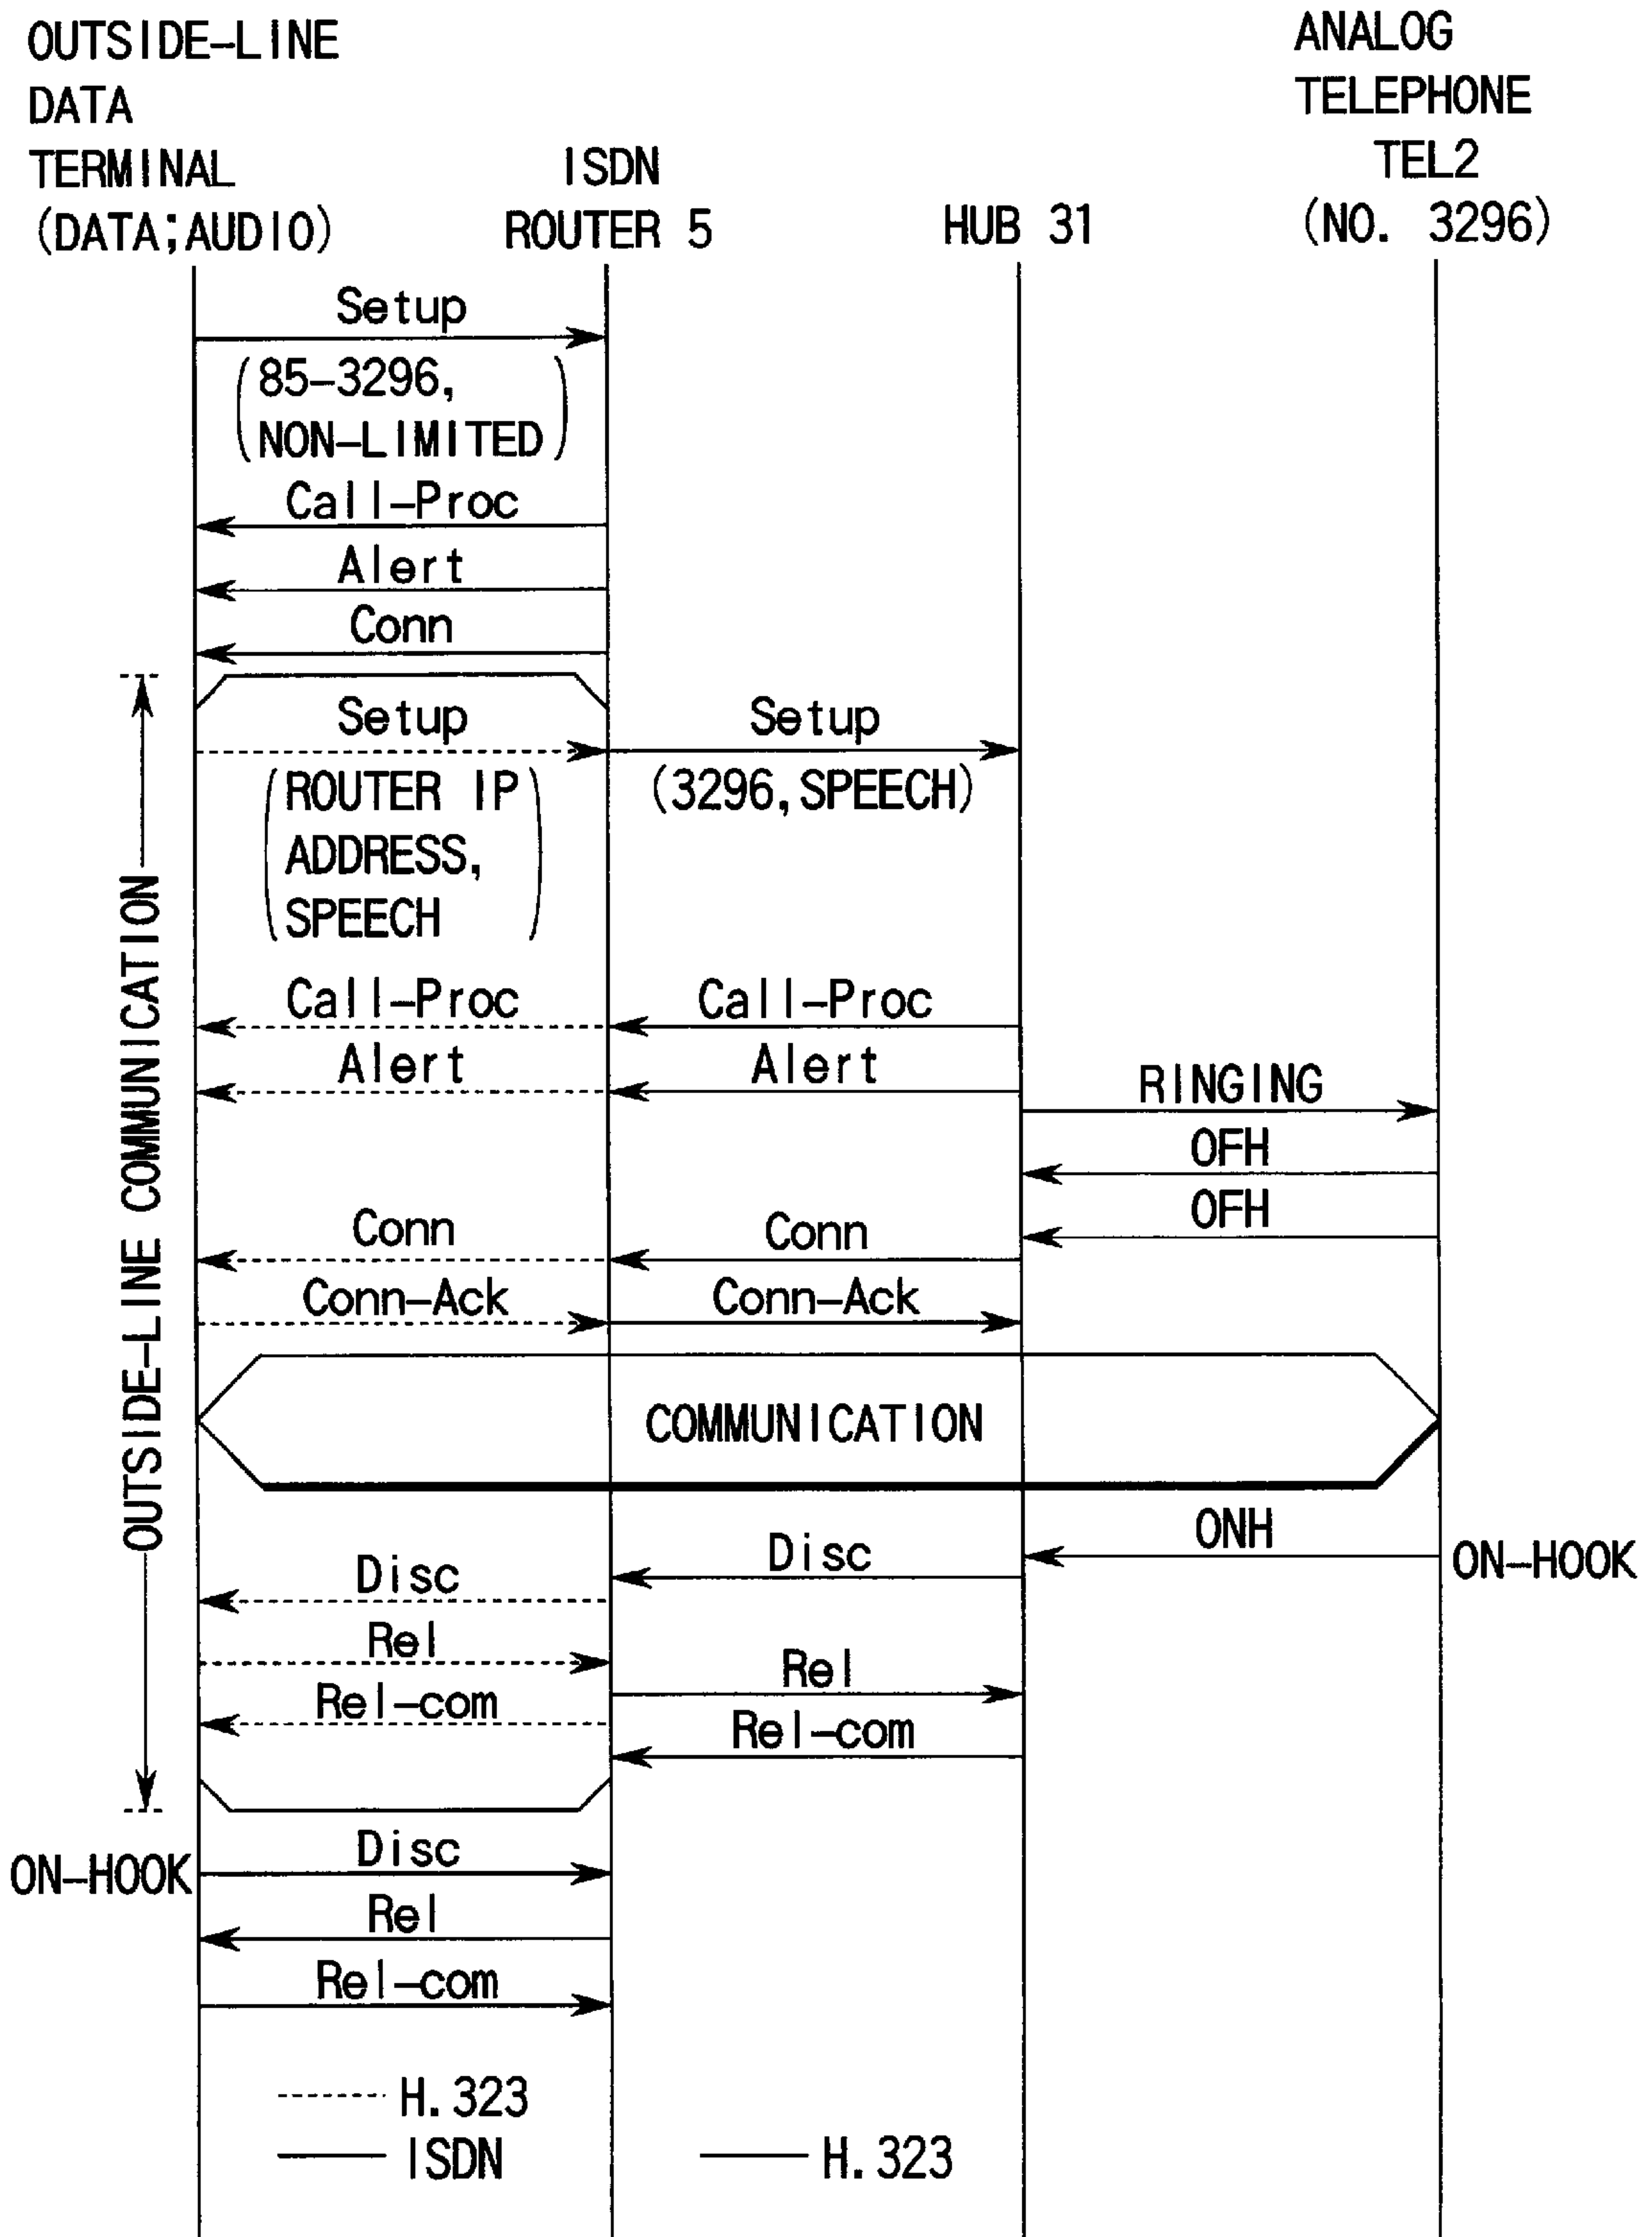 OUTSIDE-LINE
DATA
TERMINAL
(DATA;AUDIO)
ISDN
ROUTER 5
HUB 31
ANALOG
TELEPHONE
TEL2
(NO. 3296)
Setup
(85-3296,
NON-LIMITED)
Call-Proc
Alert
Conn
OUTSIDE-LINE COMMUNICATION
Setup
Setup
(ROUTER IP
ADDRESS,
SPEECH)
(3296,SPEECH)
Call-Proc
Call-Proc
Alert
Alert
RINGING
OFH
OFH
Conn
Conn
Conn-Ack
Conn-Ack
COMMUNICATION
ONH
ON-HOOK
Disc
Disc
Rel
Rel
Rel-com
Rel-com
ON-HOOK
Disc
Rel
Rel-com
H.323
ISDN
H.323